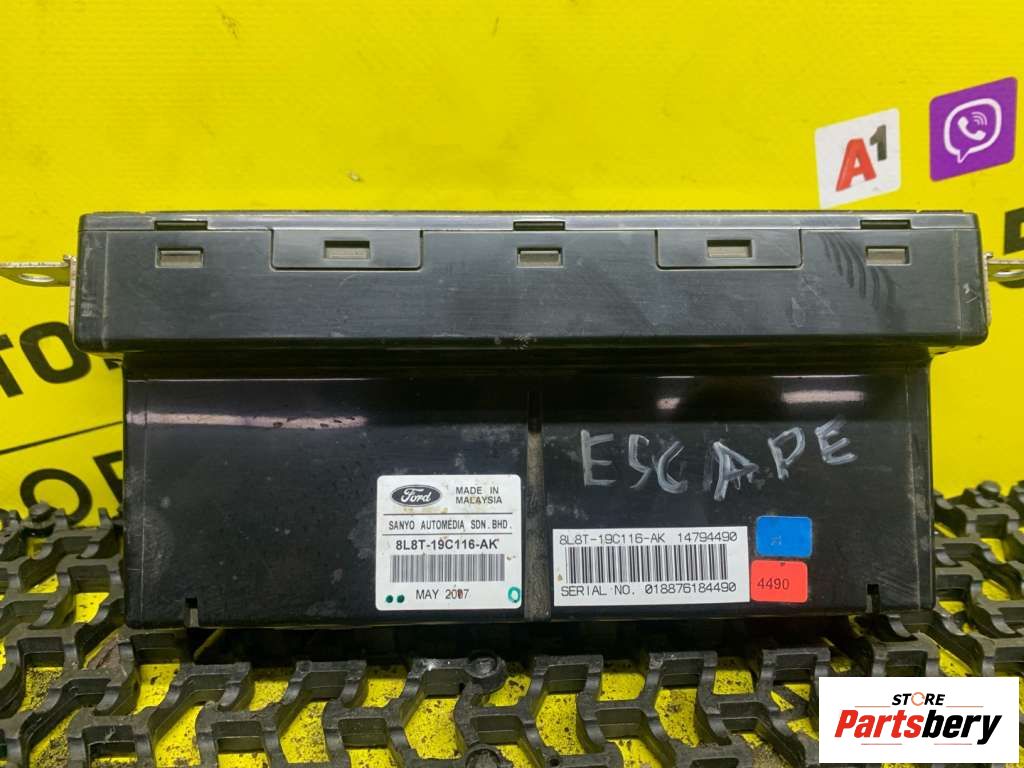 A1
TO
ESCAPE
Ford
MADE IN
MALAYSIA
SANYO AUTOMEDIA SDN.BHD.
8L8T-19C116-AK
MAY 2007
8L8T-19C116-AK 14794490
SERIAL NO. 018876184490
4490
STORE
Partsbery